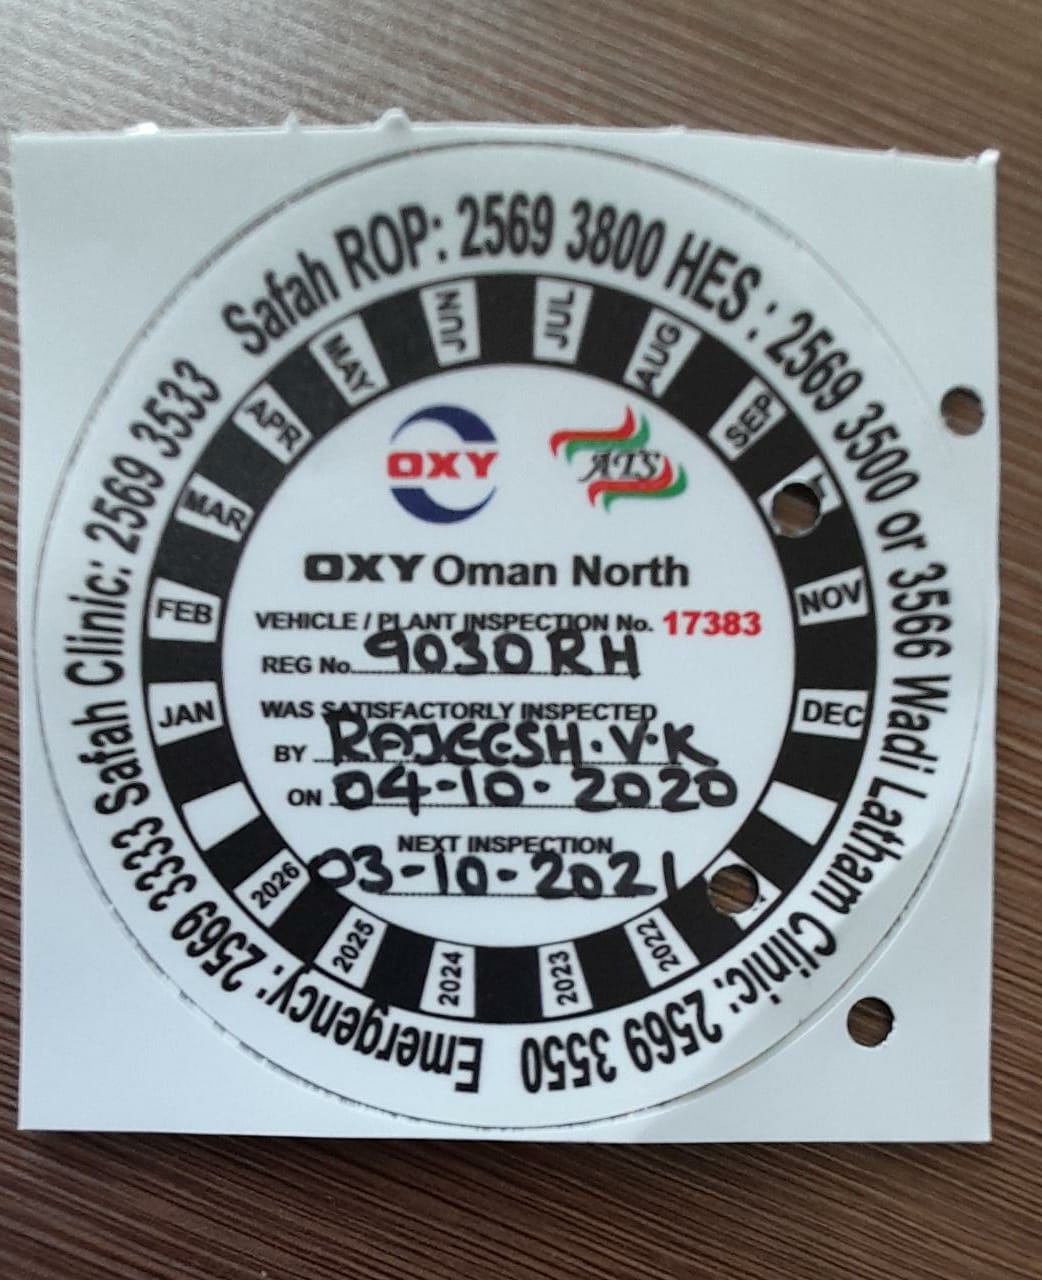 Safah Clinic: 2569 3533
Safah ROP: 2569 3800 HES : 2569 3500 or 3566 Wadi Latham Clinic: 2569 3550
Emergency: 2569 3333
JAN
FEB
MAR
APR
MAY
JUN
JUL
AUG
SEP
NOV
DEC
2022
2023
2024
2025
2026
OXY
ATS
OXY Oman North
VEHICLE / PLANT INSPECTION No. 17383
REG No. 9030 RH
WAS SATISFACTORLY INSPECTED
BY RAJEESH.V.K
ON 04-10-2020
NEXT INSPECTION
03-10-2021